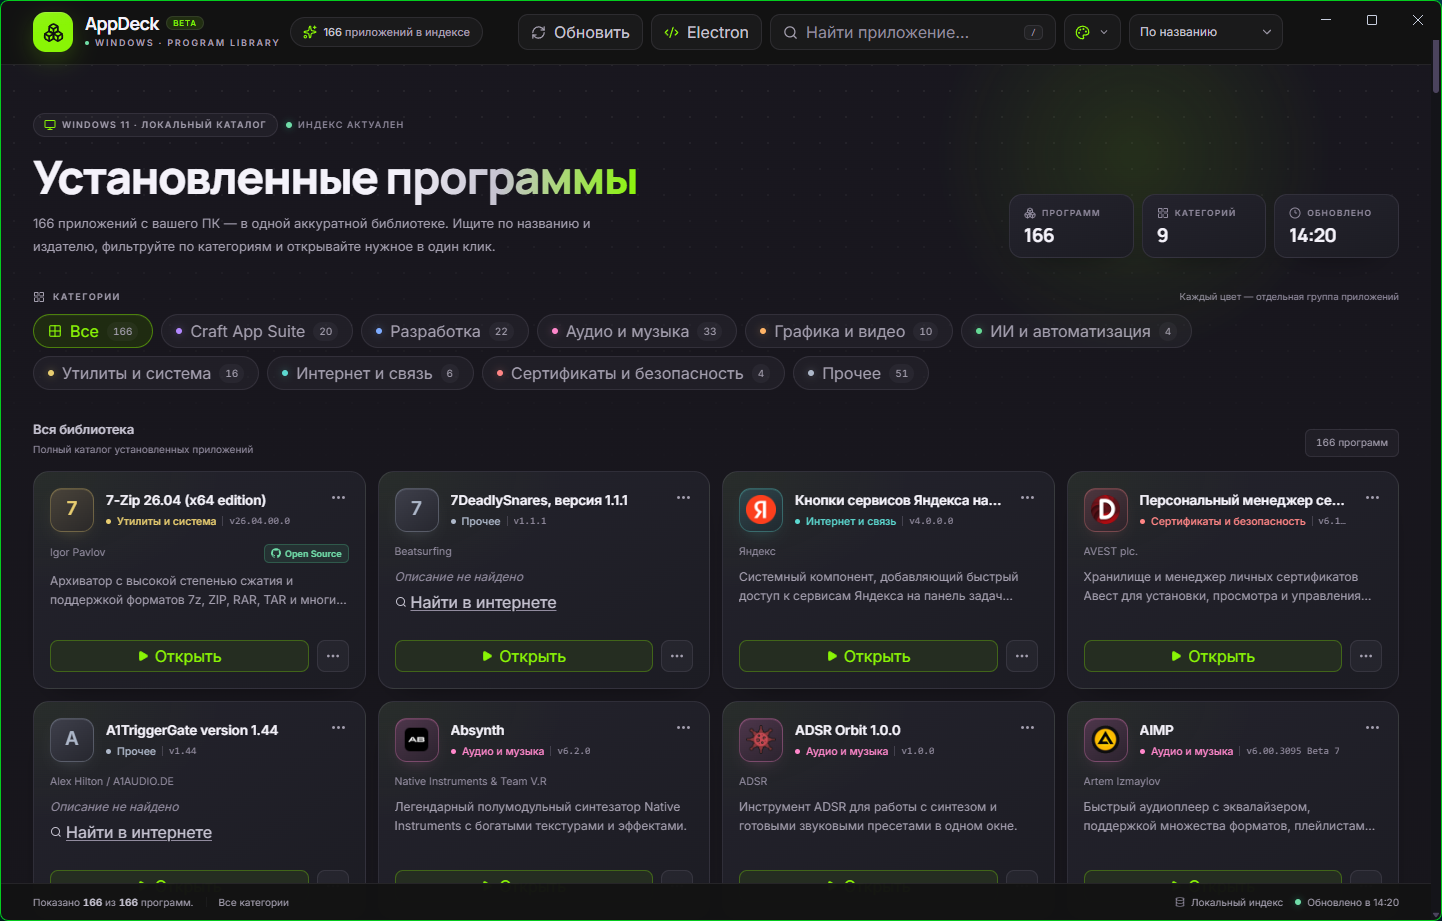 AppDeck BETA
WINDOWS · PROGRAM LIBRARY
166 приложений в индексе
Обновить
Electron
Найти приложение... /
По названию
WINDOWS 11 · ЛОКАЛЬНЫЙ КАТАЛОГ
ИНДЕКС АКТУАЛЕН
Установленные программы
166 приложений с вашего ПК — в одной аккуратной библиотеке. Ищите по названию и
издателю, фильтруйте по категориям и открывайте нужное в один клик.
ПРОГРАММ
166
КАТЕГОРИЙ
9
ОБНОВЛЕНО
14:20
КАТЕГОРИИ
Каждый цвет — отдельная группа приложений
Все 166
Craft App Suite 20
Разработка 22
Аудио и музыка 33
Графика и видео 10
ИИ и автоматизация 4
Утилиты и система 16
Интернет и связь 6
Сертификаты и безопасность 4
Прочее 51
Вся библиотека
Полный каталог установленных приложений
166 программ
7
7-Zip 26.04 (x64 edition)
Утилиты и система v26.04.00.0
Igor Pavlov
Open Source
Архиватор с высокой степенью сжатия и
поддержкой форматов 7z, ZIP, RAR, TAR и многи...
Открыть
7
7DeadlySnares, версия 1.1.1
Прочее v1.1.1
Beatsurfing
Описание не найдено
Найти в интернете
Открыть
Я
Кнопки сервисов Яндекса на...
Интернет и связь v4.0.0.0
Яндекс
Системный компонент, добавляющий быстрый
доступ к сервисам Яндекса на панель задач...
Открыть
D
Персональный менеджер се...
Сертификаты и безопасность v6.1...
AVEST plc.
Хранилище и менеджер личных сертификатов
Авест для установки, просмотра и управления...
Открыть
A
A1TriggerGate version 1.44
Прочее v1.44
Alex Hilton / A1AUDIO.DE
Описание не найдено
Найти в интернете
AB
Absynth
Аудио и музыка v6.2.0
Native Instruments & Team V.R
Легендарный полумодульный синтезатор Native
Instruments с богатыми текстурами и эффектами.
ADSR Orbit 1.0.0
Аудио и музыка v1.0.0
ADSR
Инструмент ADSR для работы с синтезом и
готовыми звуковыми пресетами в одном окне.
AIMP
Аудио и музыка v6.00.3095 Beta 7
Artem Izmaylov
Быстрый аудиоплеер с эквалайзером,
поддержкой множества форматов, плейлистам...
Показано 166 из 166 программ.
Все категории
Локальный индекс
Обновлено в 14:20